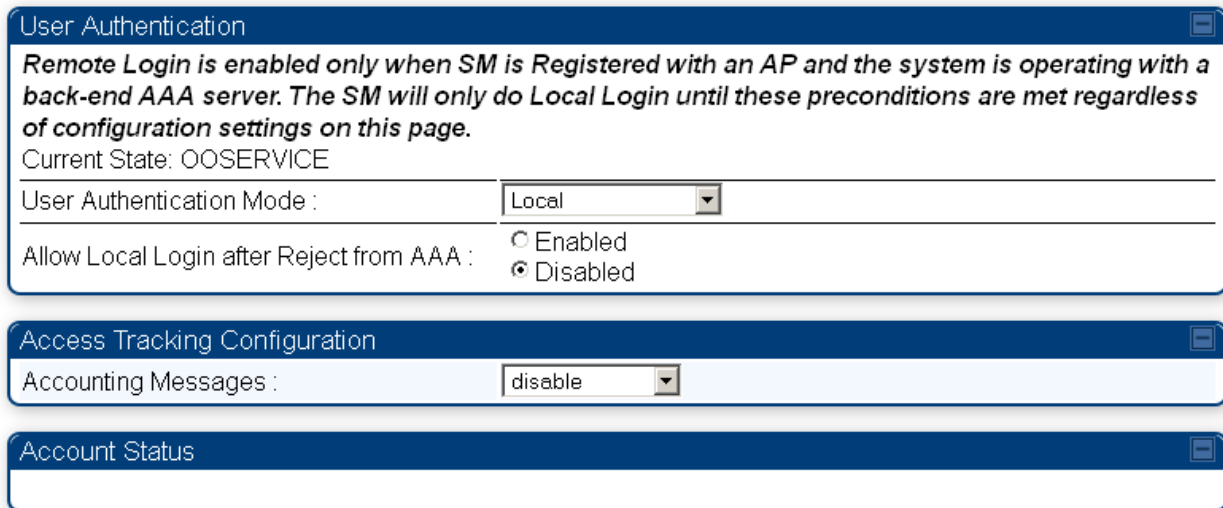 User Authentication
Remote Login is enabled only when SM is Registered with an AP and the system is operating with a
back-end AAA server. The SM will only do Local Login until these preconditions are met regardless
of configuration settings on this page.
Current State: OOSERVICE
User Authentication Mode : Local
Allow Local Login after Reject from AAA : Enabled
Disabled
Access Tracking Configuration
Accounting Messages : disable
Account Status